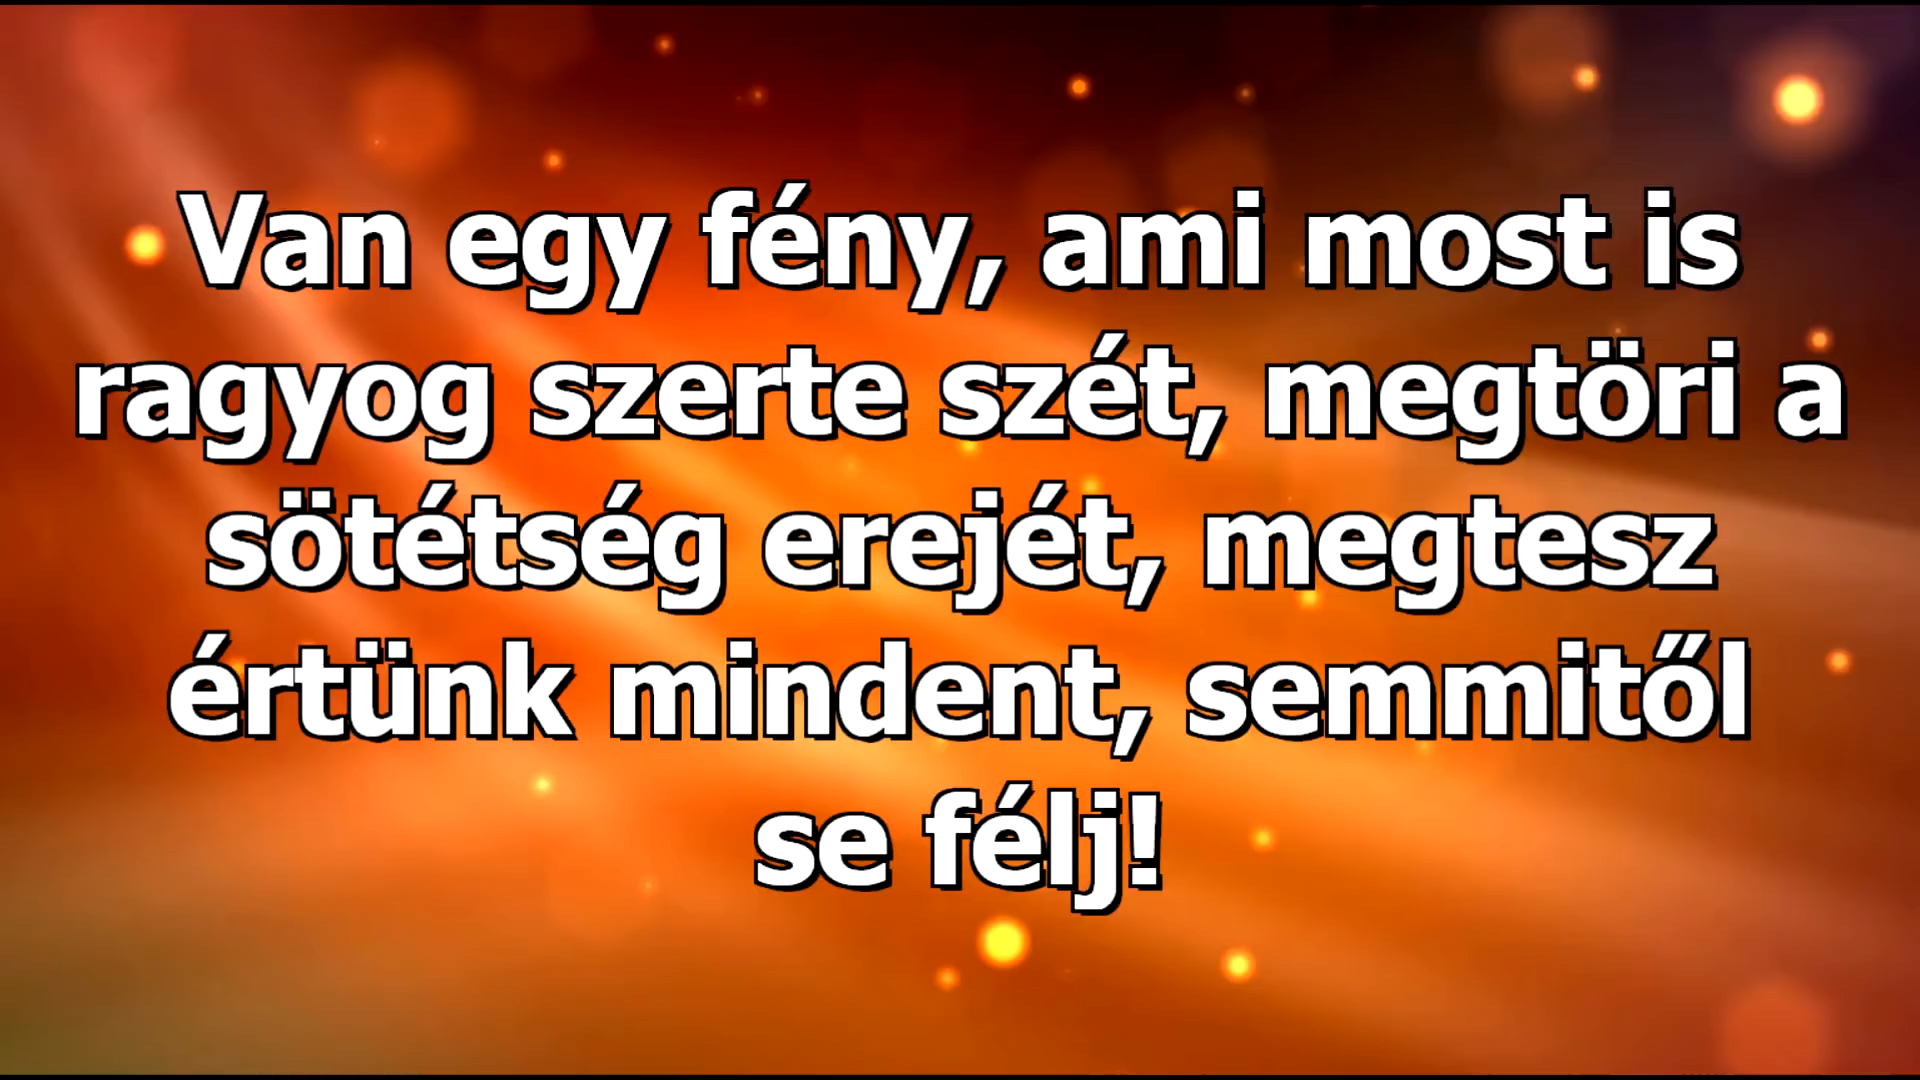 Van egy fény, ami most is
ragyog szerte szét, megtöri a
sötétség erejét, megtesz
értünk mindent, semmitől
se félj!